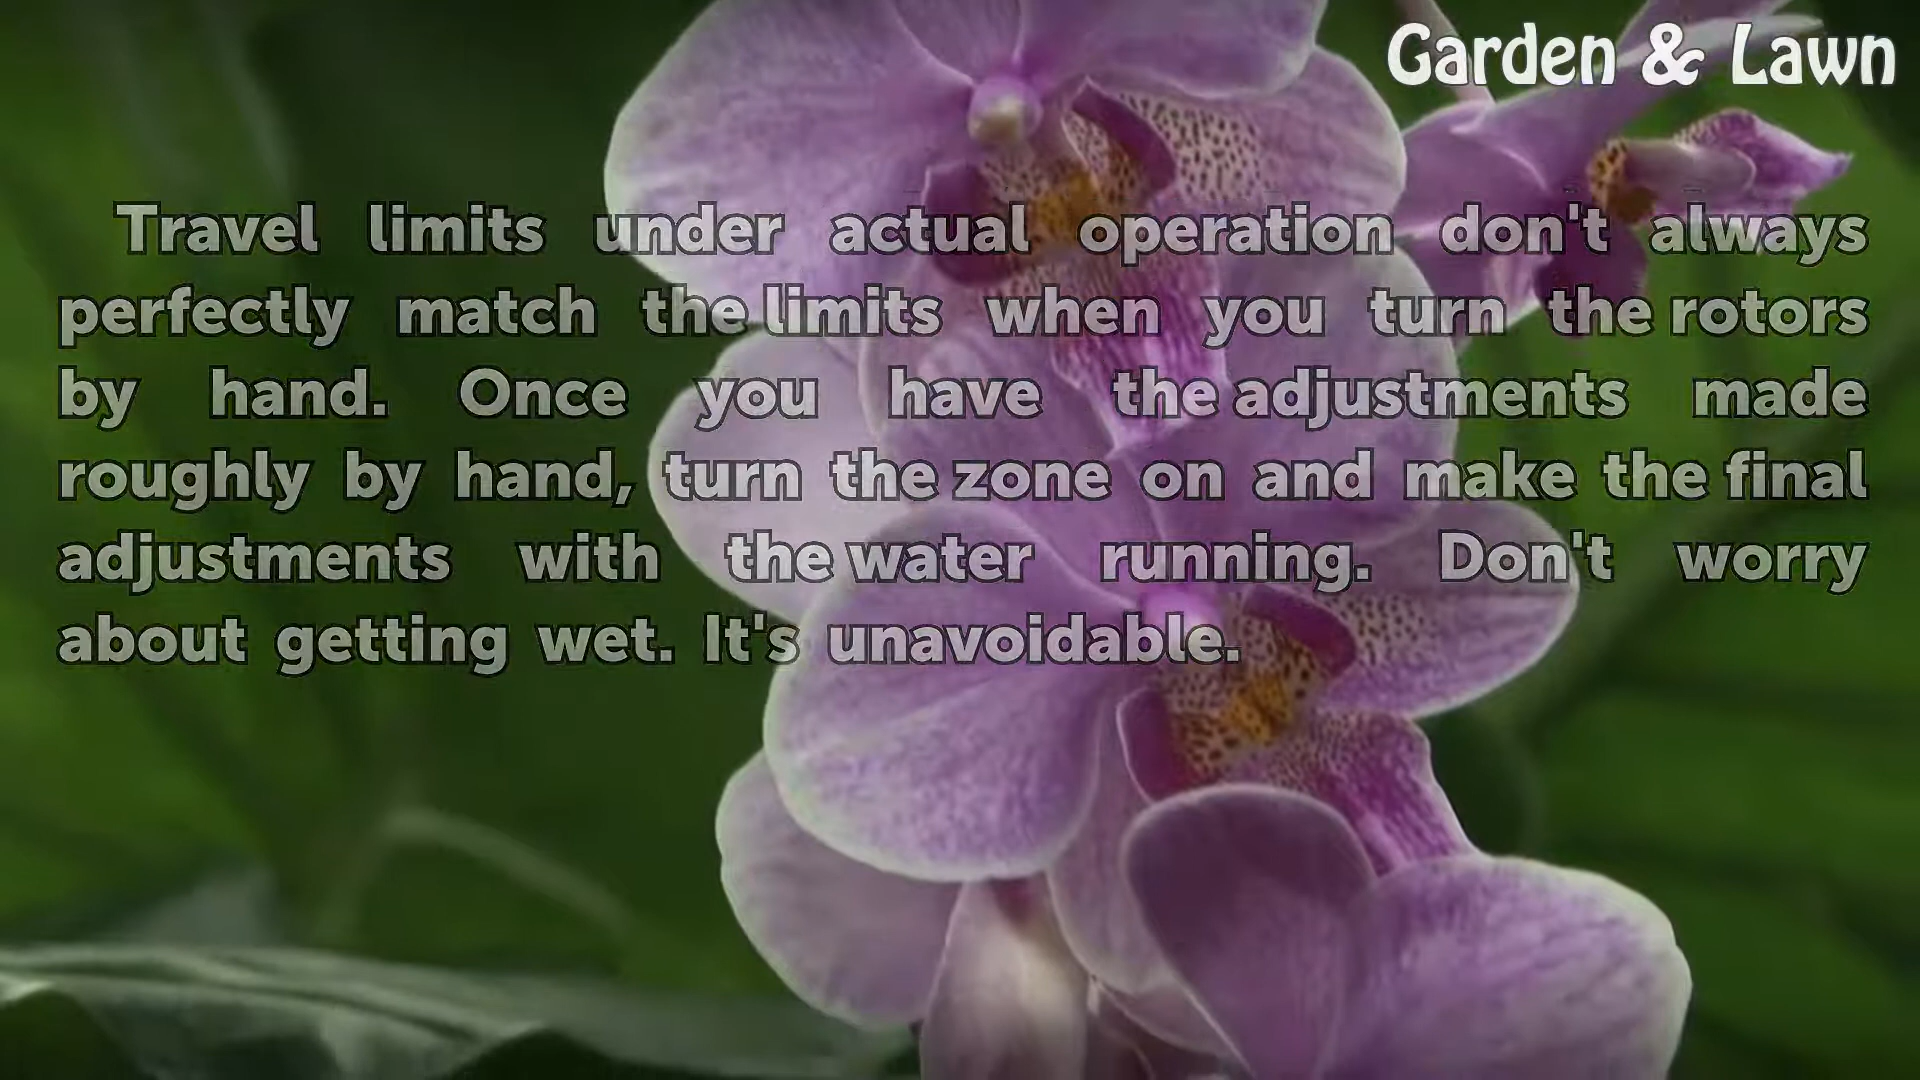 Garden & Lawn
Travel limits under actual operation don't always
perfectly match the limits when you turn the rotors
by hand. Once you have the adjustments made
roughly by hand, turn the zone on and make the final
adjustments with the water running. Don't worry
about getting wet. It's unavoidable.